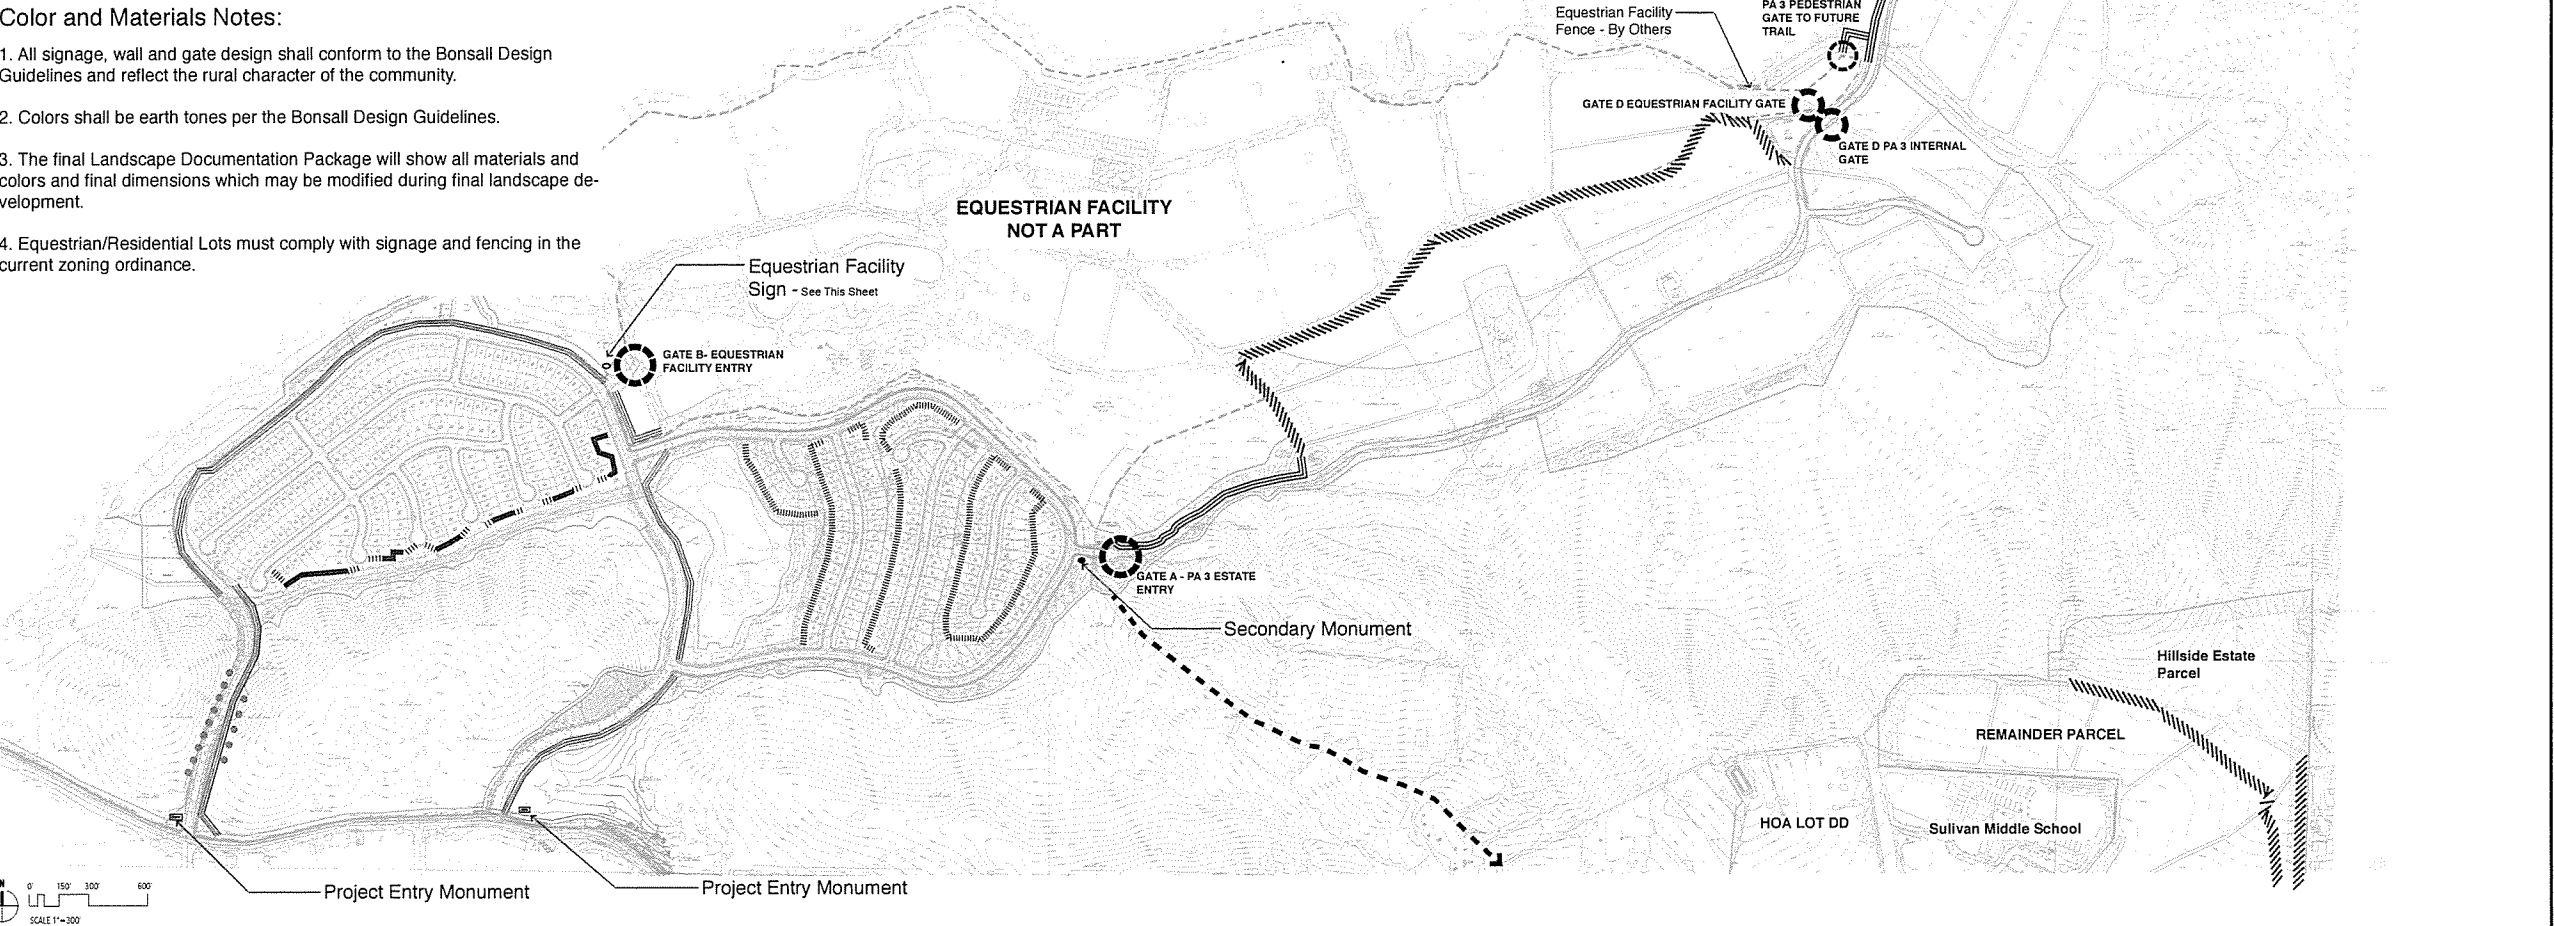 Color and Materials Notes:
1. All signage, wall and gate design shall conform to the Bonsall Design
Guidelines and reflect the rural character of the community.
2. Colors shall be earth tones per the Bonsall Design Guidelines.
3. The final Landscape Documentation Package will show all materials and
colors and final dimensions which may be modified during final landscape de-
velopment.
4. Equestrian/Residential Lots must comply with signage and fencing in the
current zoning ordinance.
Equestrian Facility
Fence - By Others
PA 3 PEDESTRIAN
GATE TO FUTURE
TRAIL
GATE D EQUESTRIAN FACILITY GATE
GATE D PA 3 INTERNAL
GATE
EQUESTRIAN FACILITY
NOT A PART
Equestrian Facility
Sign - See This Sheet
GATE B- EQUESTRIAN
FACILITY ENTRY
GATE A - PA 3 ESTATE
ENTRY
Secondary Monument
Hillside Estate
Parcel
REMAINDER PARCEL
HOA LOT DD
Sulivan Middle School
Project Entry Monument
Project Entry Monument
N
0' 150' 300' 600'
SCALE 1"=300'